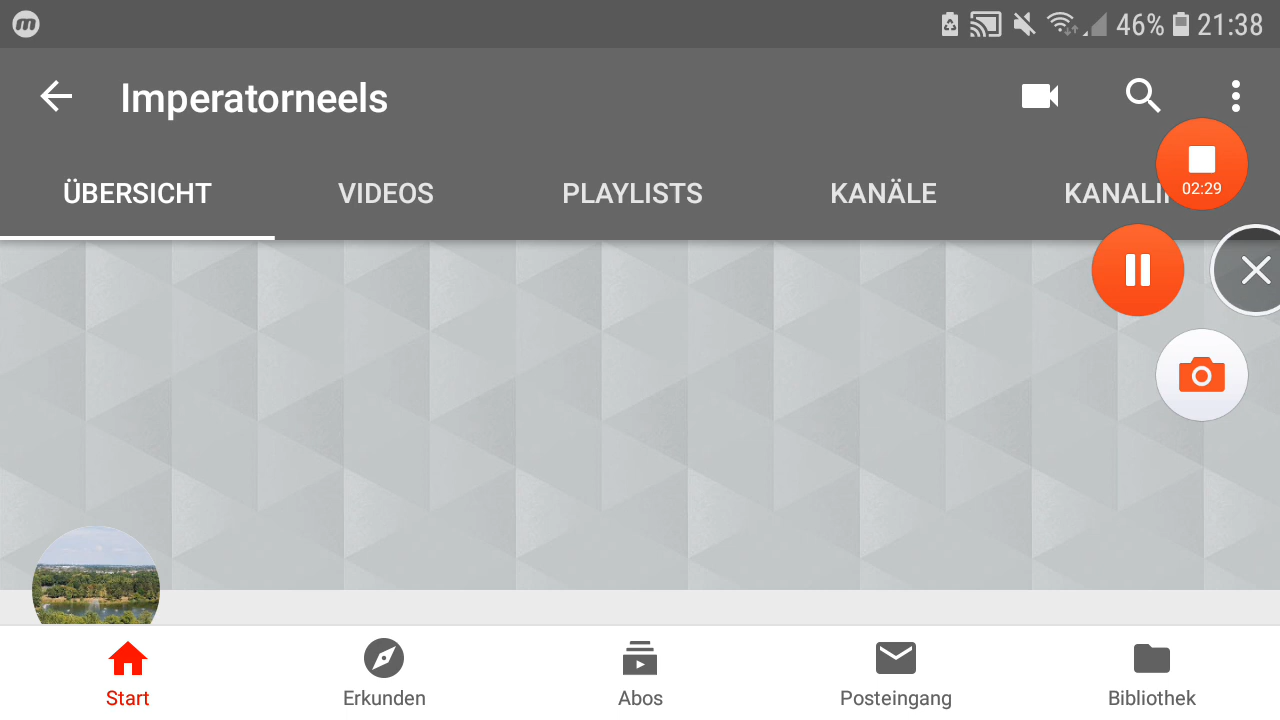 46% 21:38
Imperatorneels
ÜBERSICHT VIDEOS PLAYLISTS KANÄLE
02:29
Start Erkunden Abos Posteingang Bibliothek